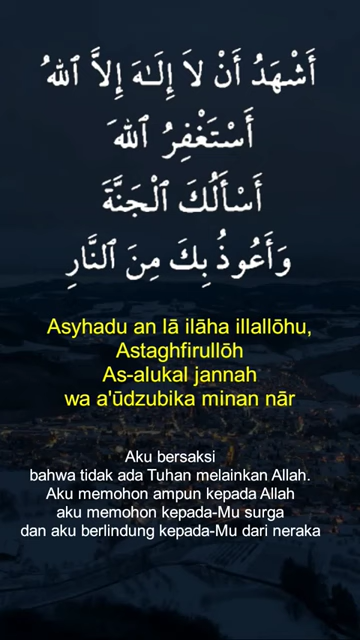 أَشْهَدُ أَنْ لاَ إِلَـٰهَ إِلاَّ ٱللهُ
أَسْتَغْفِرُ ٱللهَ
أَسْأَلُكَ ٱلْجَنَّةَ
وَأَعُوذُ بِكَ مِنَ ٱلنَّارِ
Asyhadu an lā ilāha illallōhu,
Astaghfirullōh
As-alukal jannah
wa a'ūdzubika minan nār
Aku bersaksi
bahwa tidak ada Tuhan melainkan Allah.
Aku memohon ampun kepada Allah
aku memohon kepada-Mu surga
dan aku berlindung kepada-Mu dari neraka